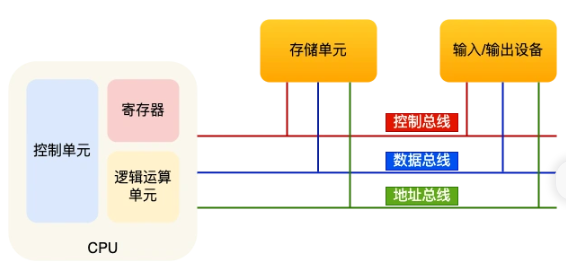 存储单元
输入/输出设备
寄存器
控制单元
逻辑运算
单元
CPU
控制总线
数据总线
地址总线